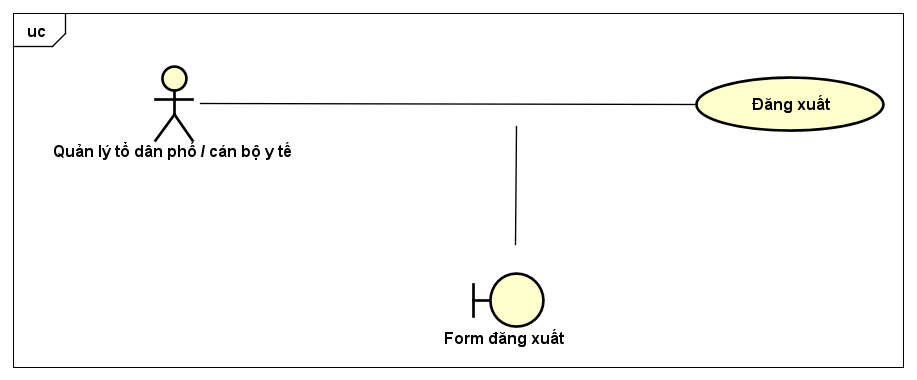 uc
Đăng xuất
Quản lý tổ dân phố / cán bộ y tế
Form đăng xuất